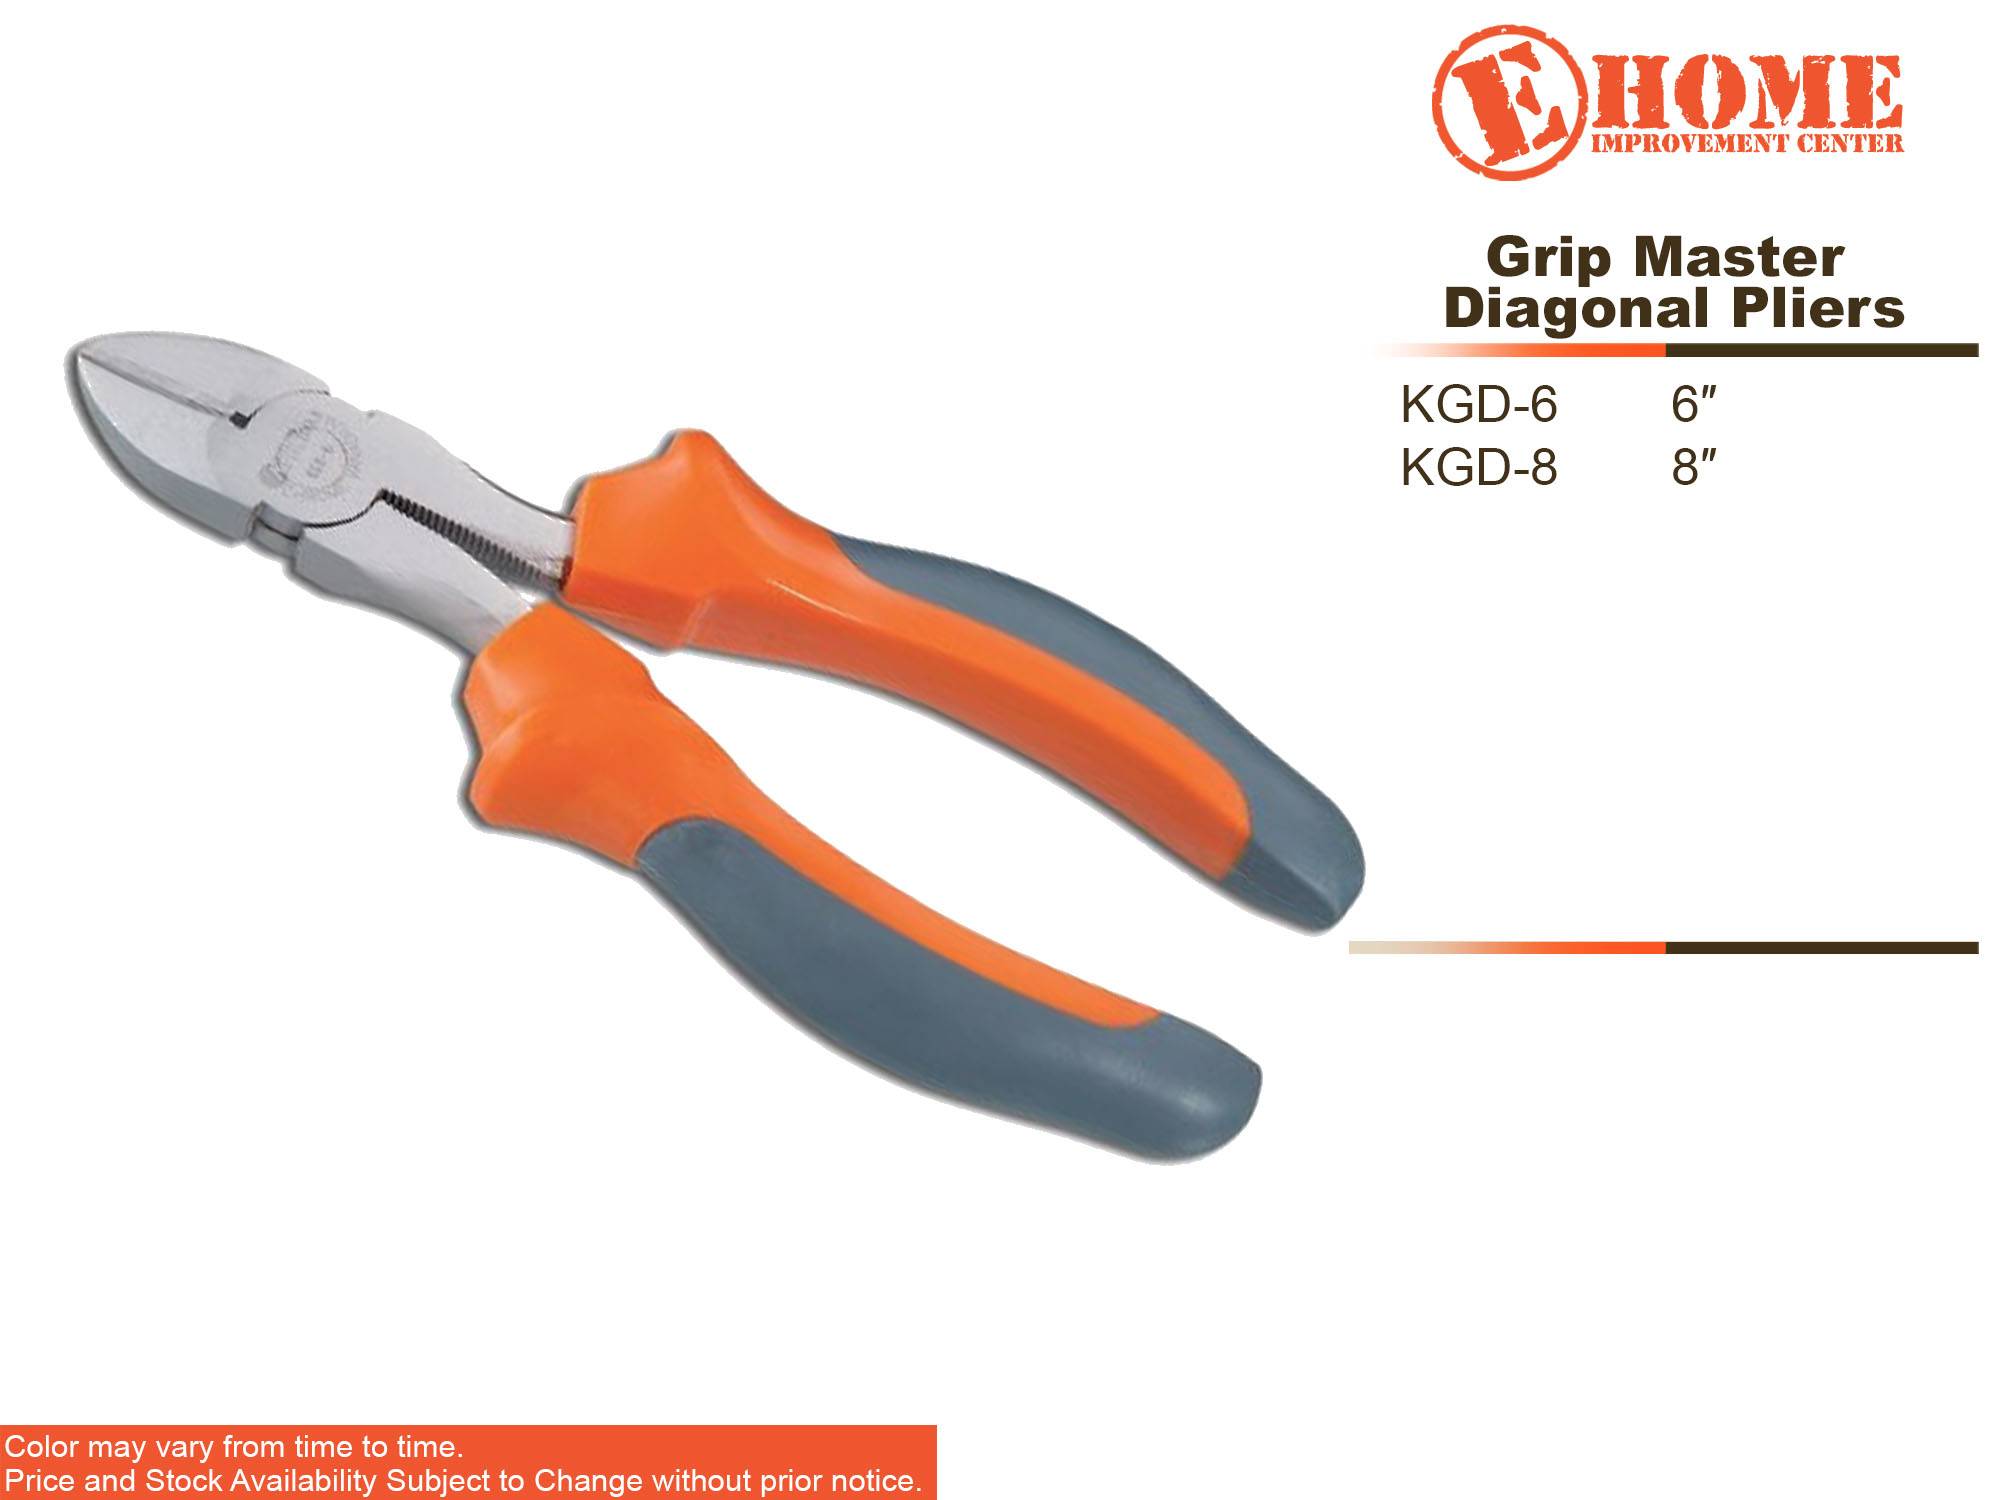 E HOME
IMPROVEMENT CENTER
Grip Master
Diagonal Pliers
KGD-6 6"
KGD-8 8"
Color may vary from time to time.
Price and Stock Availability Subject to Change without prior notice.